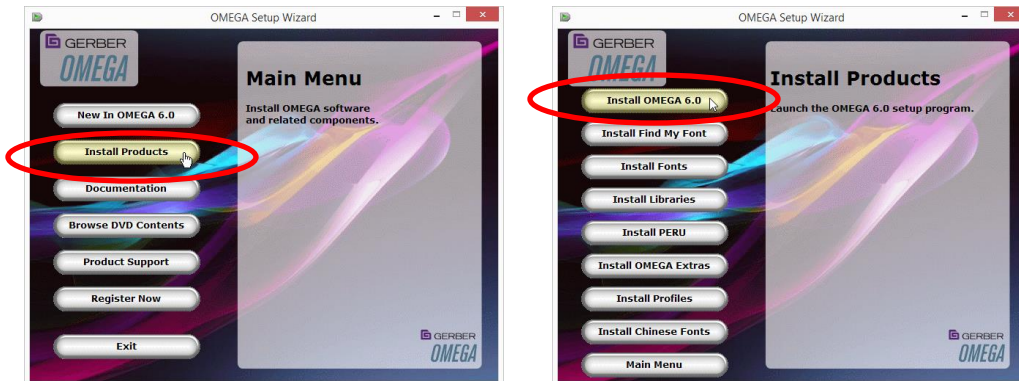 OMEGA Setup Wizard
GERBER
OMEGA
Main Menu
Install OMEGA software
and related components.
New In OMEGA 6.0
Install Products
Documentation
Browse DVD Contents
Product Support
Register Now
Exit
GERBER
OMEGA
OMEGA Setup Wizard
GERBER
OMEGA
Install Products
Launch the OMEGA 6.0 setup program.
Install OMEGA 6.0
Install Find My Font
Install Fonts
Install Libraries
Install PERU
Install OMEGA Extras
Install Profiles
Install Chinese Fonts
Main Menu
GERBER
OMEGA